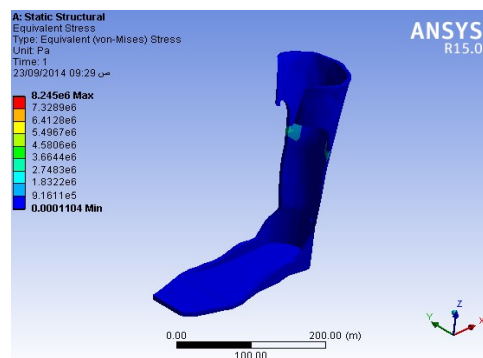 A: Static Structural
Equivalent Stress
Type: Equivalent (von-Mises) Stress
Unit: Pa
Time: 1
23/09/2014 09:29 ص
ANSYS
R15.0
8.245e6 Max
7.3289e6
6.4128e6
5.4967e6
4.5806e6
3.6644e6
2.7483e6
1.8322e6
9.1611e5
0.0001104 Min
0.00
200.00 (m)
100.00
Y
Z
X